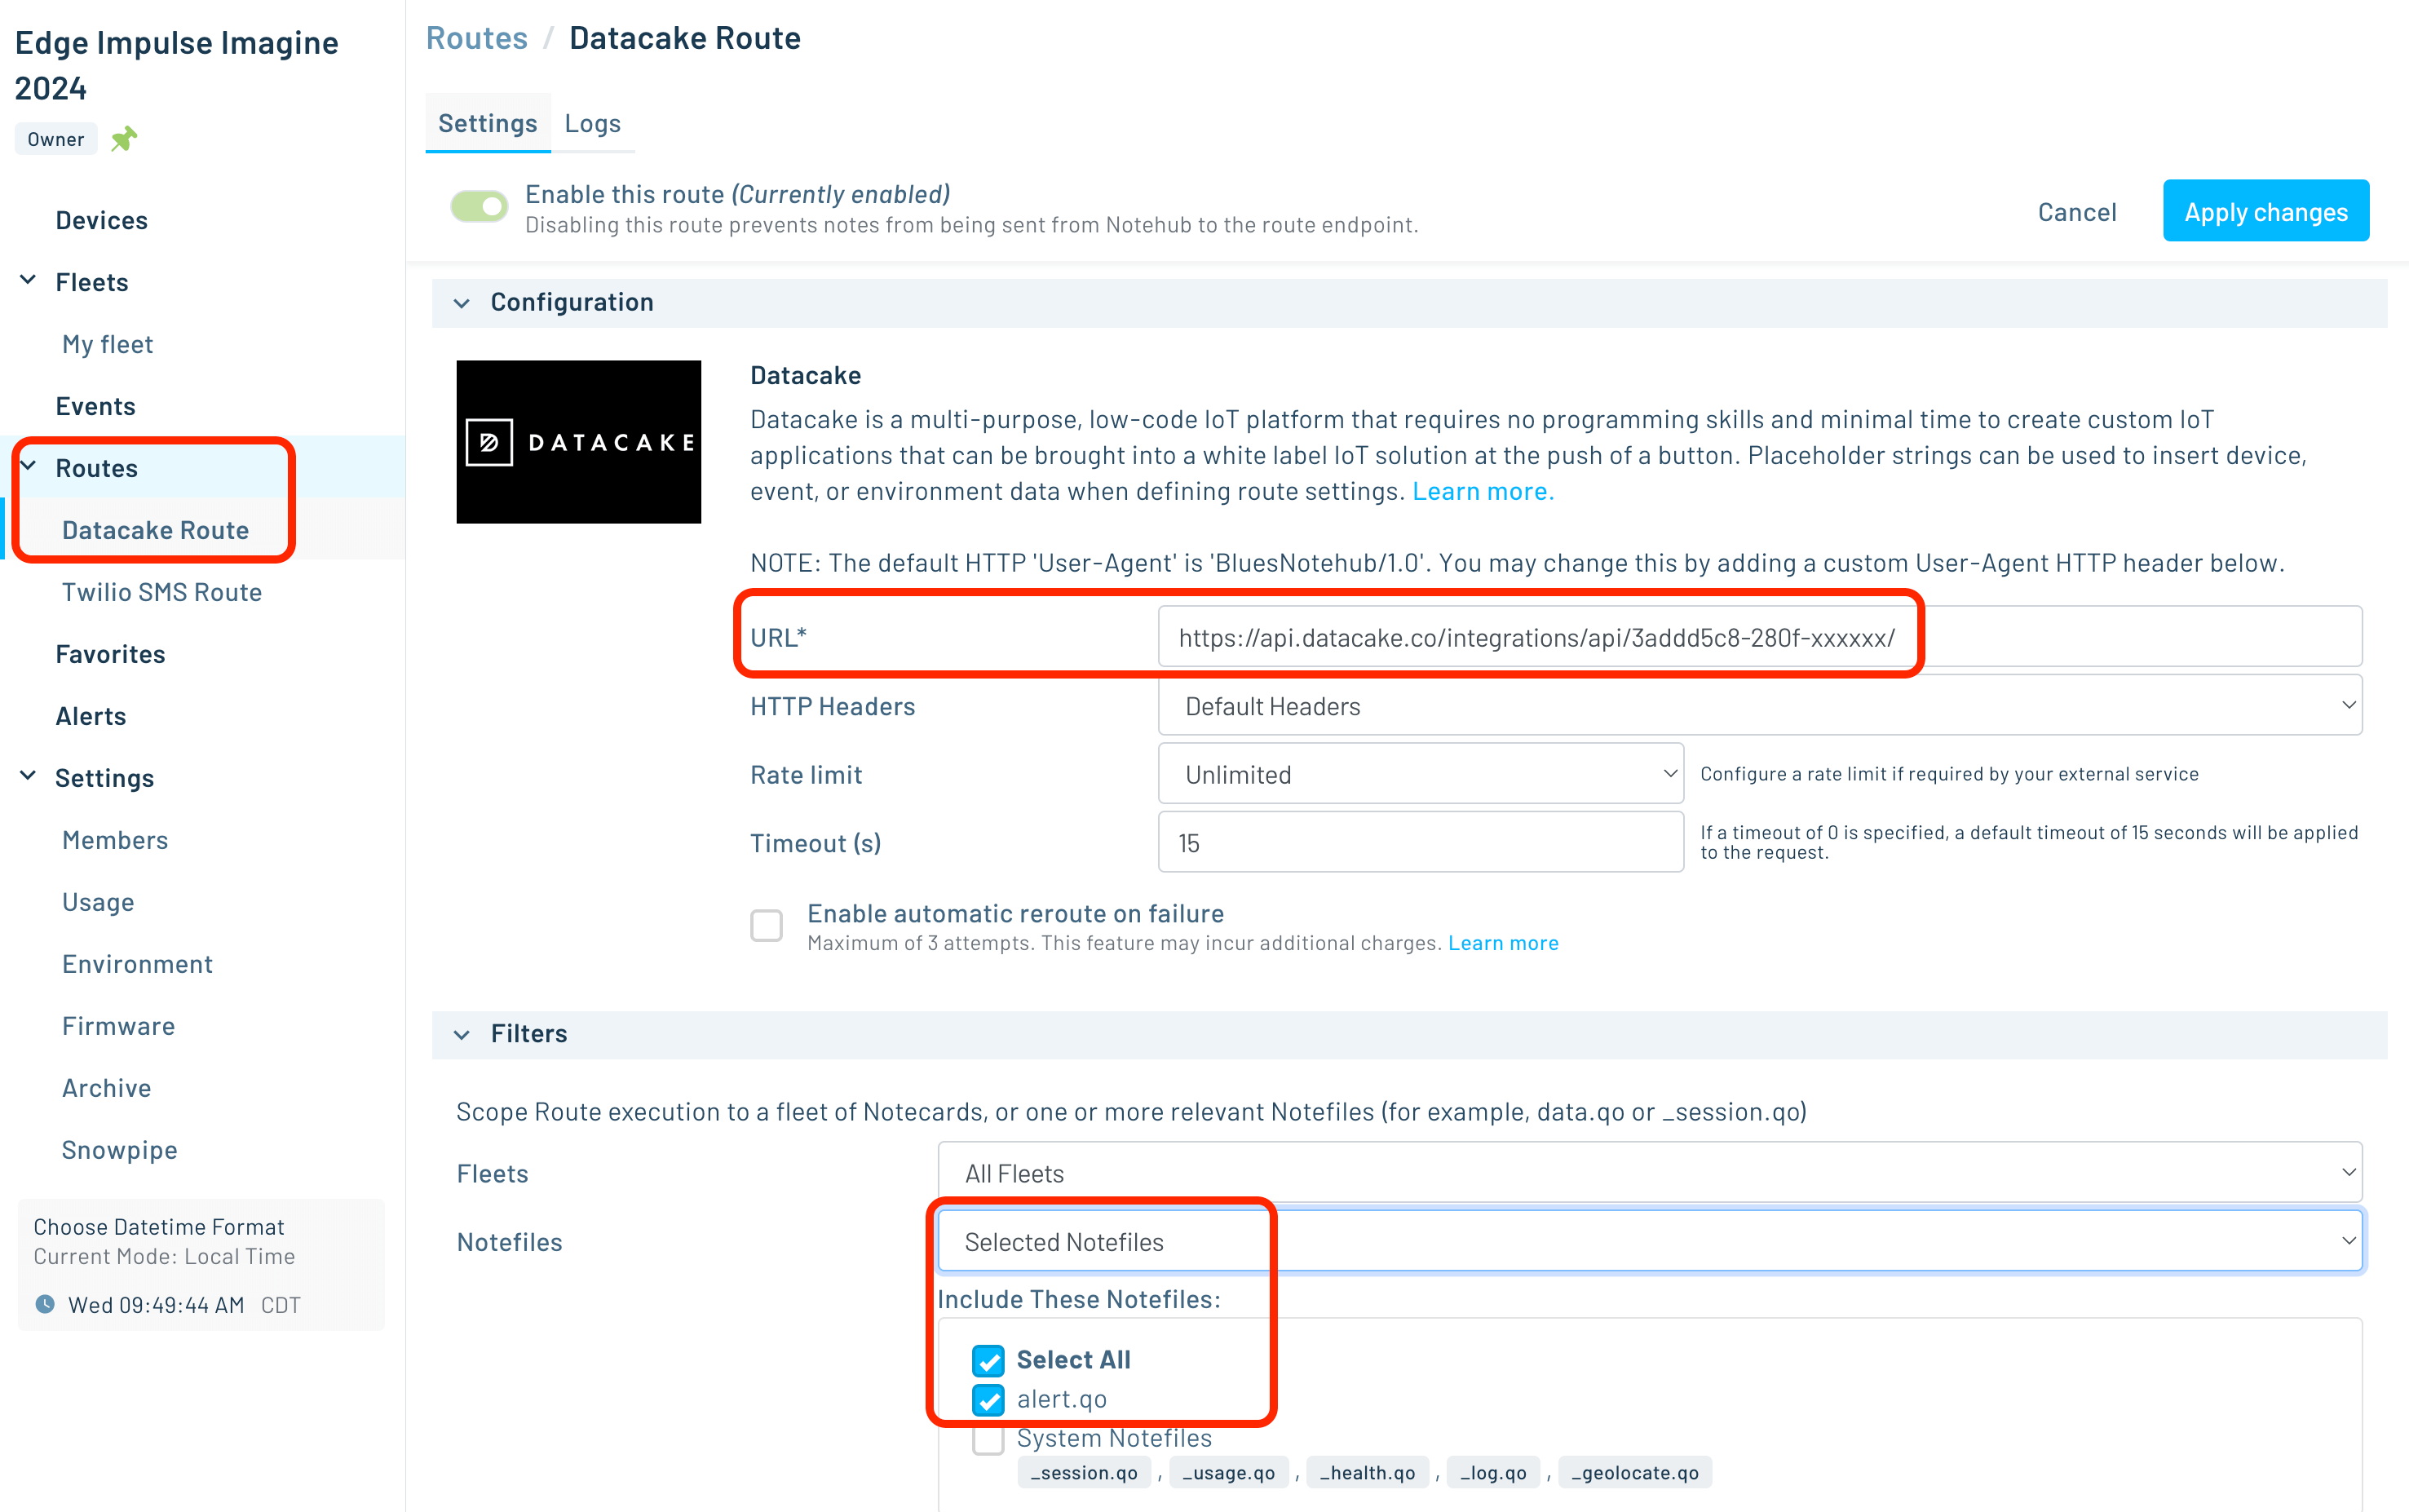 Edge Impulse Imagine
2024
Owner
Devices
Fleets
My fleet
Events
Routes
Datacake Route
Twilio SMS Route
Favorites
Alerts
Settings
Members
Usage
Environment
Firmware
Archive
Snowpipe
Choose Datetime Format
Current Mode: Local Time
Wed 09:49:44 AM CDT
Routes / Datacake Route
Settings Logs
Enable this route (Currently enabled)
Disabling this route prevents notes from being sent from Notehub to the route endpoint.
Cancel Apply changes
Configuration
DATACAKE
Datacake
Datacake is a multi-purpose, low-code IoT platform that requires no programming skills and minimal time to create custom IoT
applications that can be brought into a white label IoT solution at the push of a button. Placeholder strings can be used to insert device,
event, or environment data when defining route settings. Learn more.
NOTE: The default HTTP 'User-Agent' is 'BluesNotehub/1.0'. You may change this by adding a custom User-Agent HTTP header below.
URL* https://api.datacake.co/integrations/api/3addd5c8-280f-xxxxxx/
HTTP Headers Default Headers
Rate limit Unlimited Configure a rate limit if required by your external service
Timeout (s) 15 If a timeout of 0 is specified, a default timeout of 15 seconds will be applied
to the request.
Enable automatic reroute on failure
Maximum of 3 attempts. This feature may incur additional charges. Learn more
Filters
Scope Route execution to a fleet of Notecards, or one or more relevant Notefiles (for example, data.qo or _session.qo)
Fleets All Fleets
Notefiles Selected Notefiles
Include These Notefiles:
Select All
alert.qo
System Notefiles
_session.qo , _usage.qo , _health.qo , _log.qo , _geolocate.qo